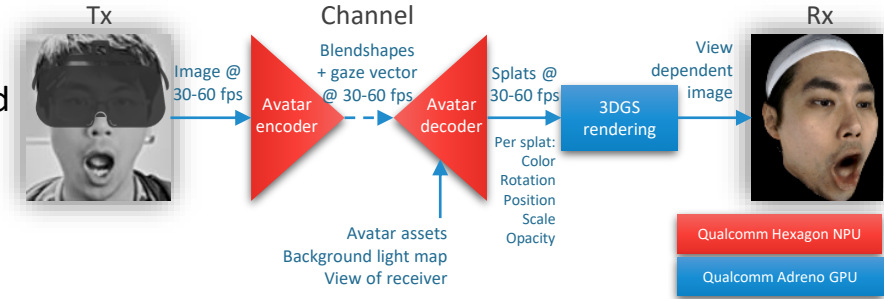 Tx
Channel
Rx
d
Image @
30-60 fps
Avatar
encoder
Blendshapes
+ gaze vector
@ 30-60 fps
Avatar
decoder
Splats @
30-60 fps
Per splat:
Color
Rotation
Position
Scale
Opacity
3DGS
rendering
View
dependent
image
Avatar assets
Background light map
View of receiver
Qualcomm Hexagon NPU
Qualcomm Adreno GPU